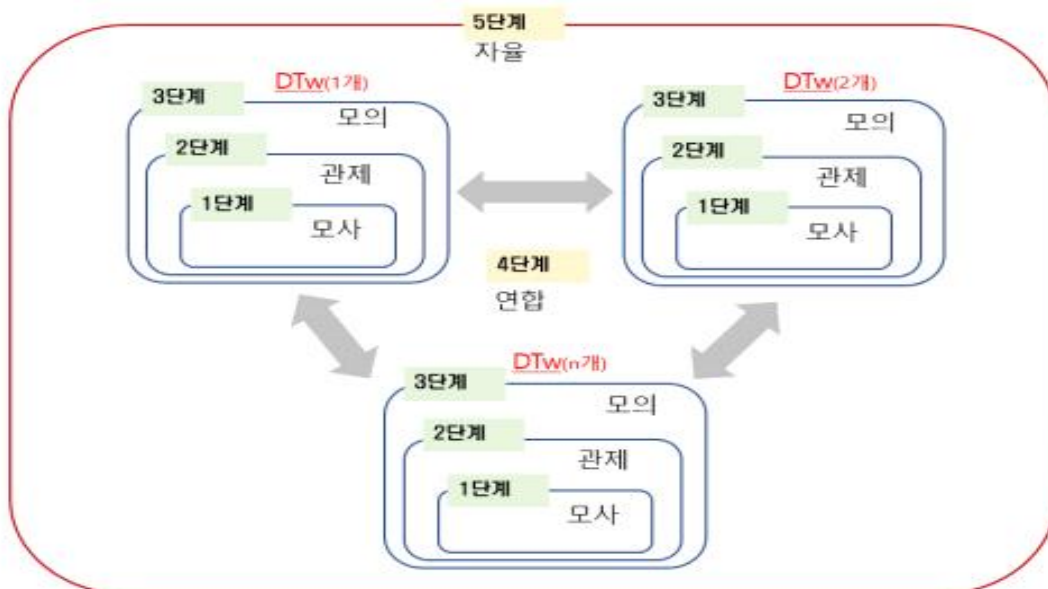 5단계
자율
DTw(1개)
3단계
모의
2단계
관제
1단계
모사
DTw(2개)
3단계
모의
2단계
관제
1단계
모사
4단계
연합
DTw(n개)
3단계
모의
2단계
관제
1단계
모사